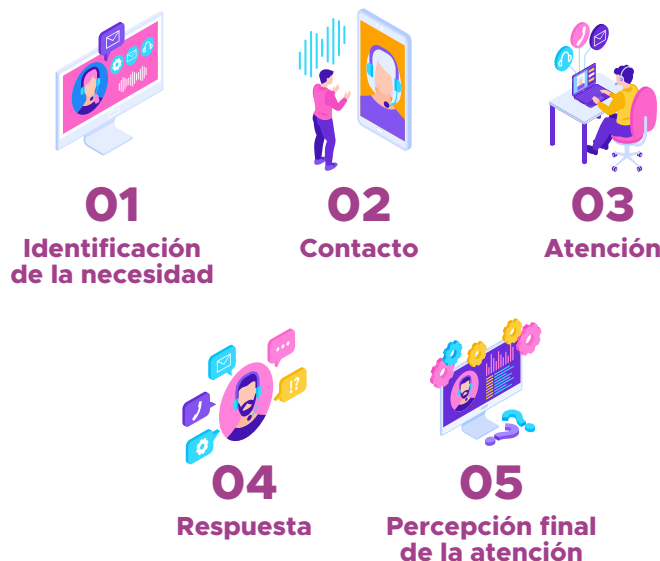 01
Identificación
de la necesidad
02
Contacto
03
Atención
!?
04
Respuesta
05
Percepción final
de la atención